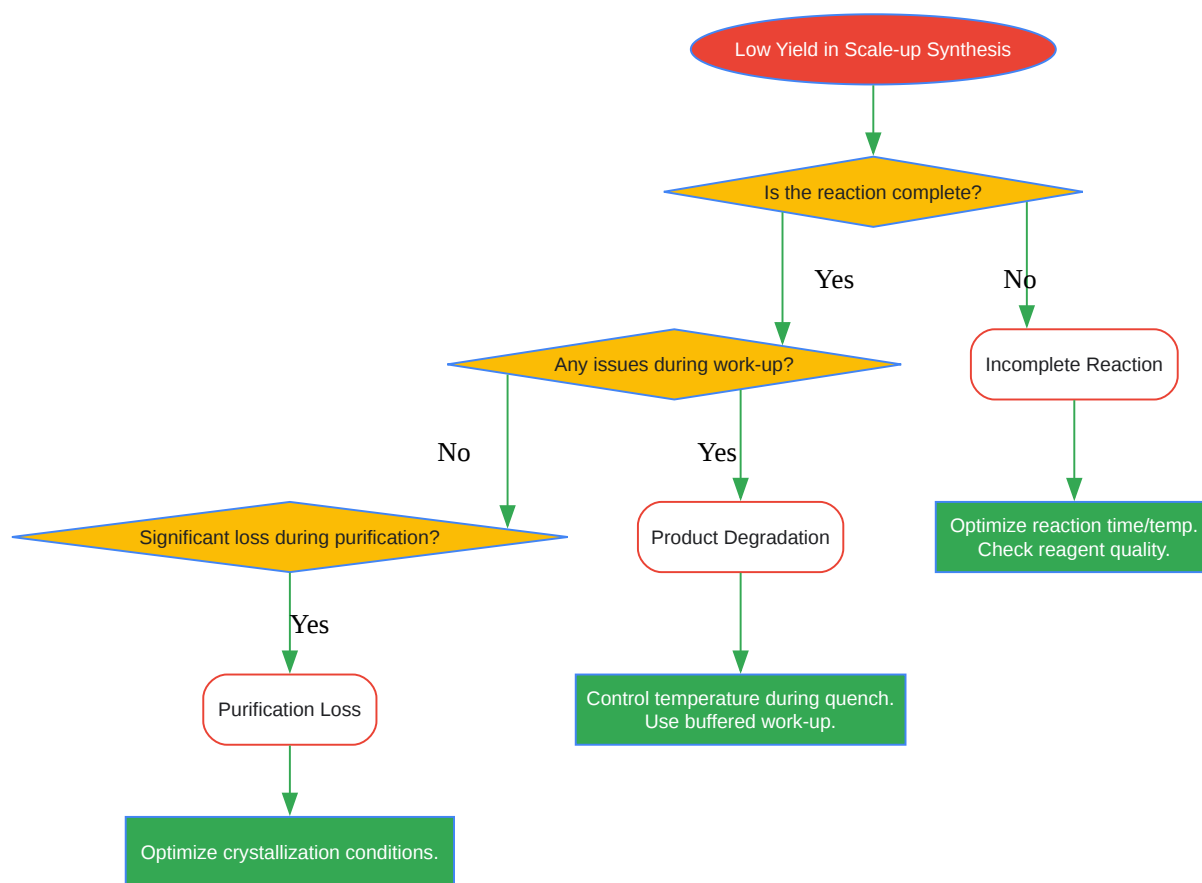 Low Yield in Scale-up Synthesis
Is the reaction complete?
Yes
No
Any issues during work-up?
Incomplete Reaction
No
Yes
Significant loss during purification?
Product Degradation
Optimize reaction time/temp.
Check reagent quality.
Yes
Purification Loss
Control temperature during quench.
Use buffered work-up.
Optimize crystallization conditions.